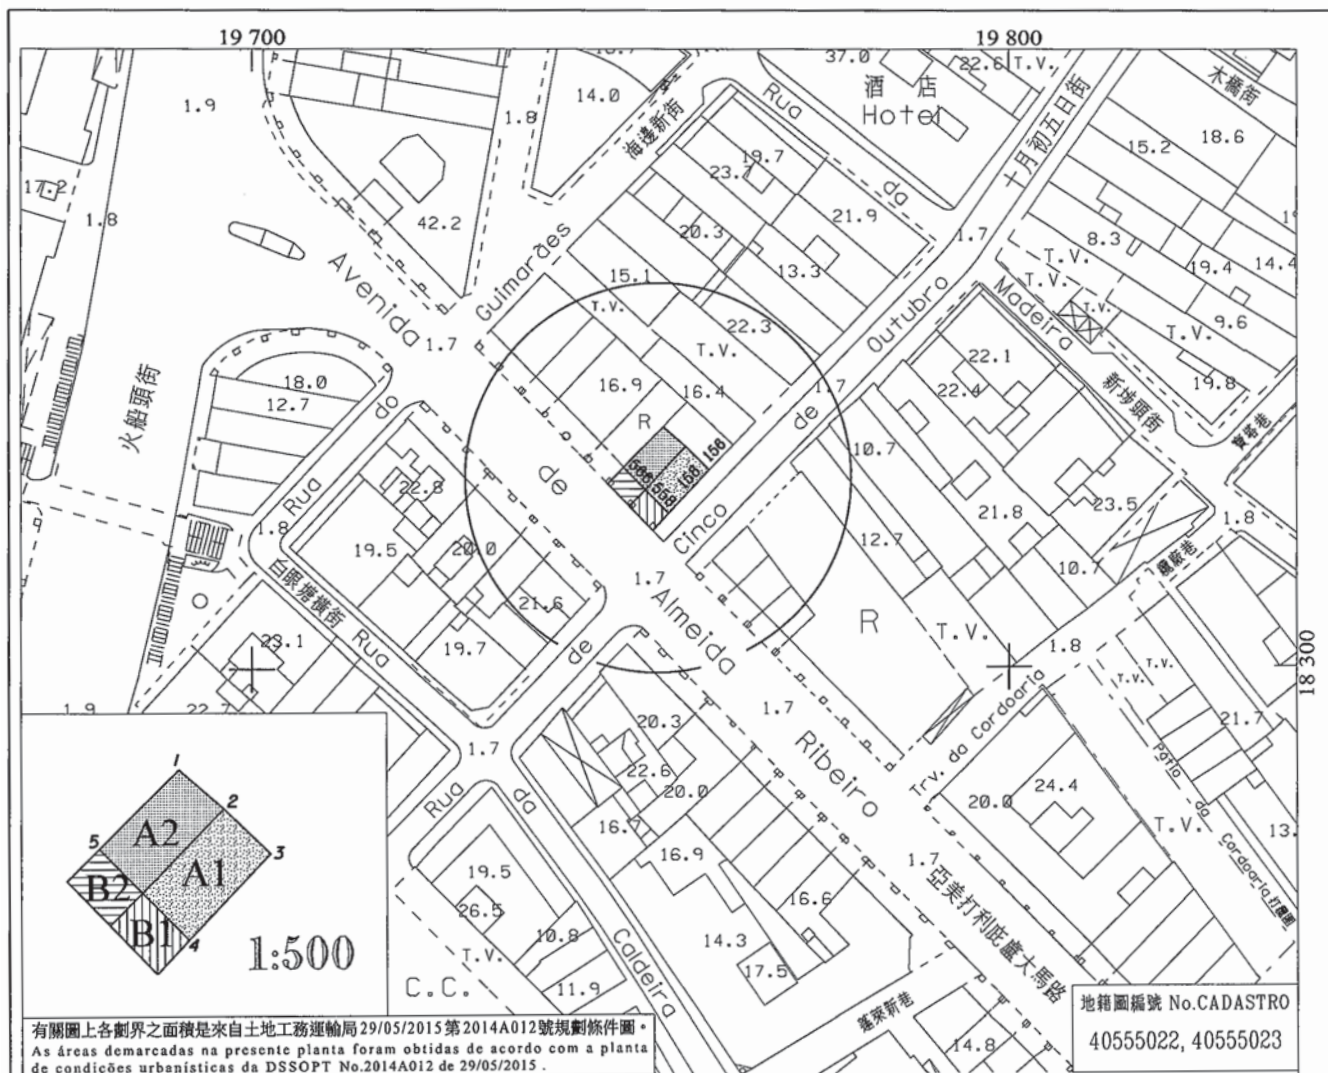 19 700
19 800
18 300
37.0
22.6
T.V.
木橋街
酒店
Hotel
Rua
da
Madeira
十月初五日街
海邊新街
14.0
1.9
1.8
1.8
42.2
17.2
19.7
23.7
21.9
20.3
13.3
15.1
T.V.
22.3
T.V.
16.9
16.4
R
1.7
18.6
15.2
8.3
T.V.
T.V.
T.V.
19.4
14.4
9.6
T.V.
19.8
22.1
22.4
新埗頭街
Avenida
de
Almeida
Ribeiro
1.7
Guimarães
Rua
do
Cinco
de
Outubro
1.7
火船頭街
18.0
12.7
22.8
19.5
20.0
21.6
19.7
1.8
白眼塘橫街
Rua
de
566
558
158
156
10.7
12.7
21.8
23.5
10.7
1.8
R
T.V.
1.8
T.V.
T.V.
21.7
Pátio
da
Cordoaria
Trv. da Cordoaria
24.4
20.0
T.V.
13.
23.1
22.7
1.9
1.7
1.7
1.7
1.7
20.3
22.6
20.0
16.9
16.6
14.3
17.5
Rua
da
Caldeira
19.5
26.5
T.V.
10.8
11.9
C.C.
亞美打利庇盧大馬路
蓬萊新巷
14.8
1
2
3
4
5
A2
A1
B2
B1
1:500
有關圖上各劃界之面積是來自土地工務運輸局29/05/2015第2014A012號規劃條件圖。
As áreas demarcadas na presente planta foram obtidas de acordo com a planta
de condições urbanísticas da DSSOPT No.2014A012 de 29/05/2015 .
地籍圖編號 No.CADASTRO
40555022, 40555023